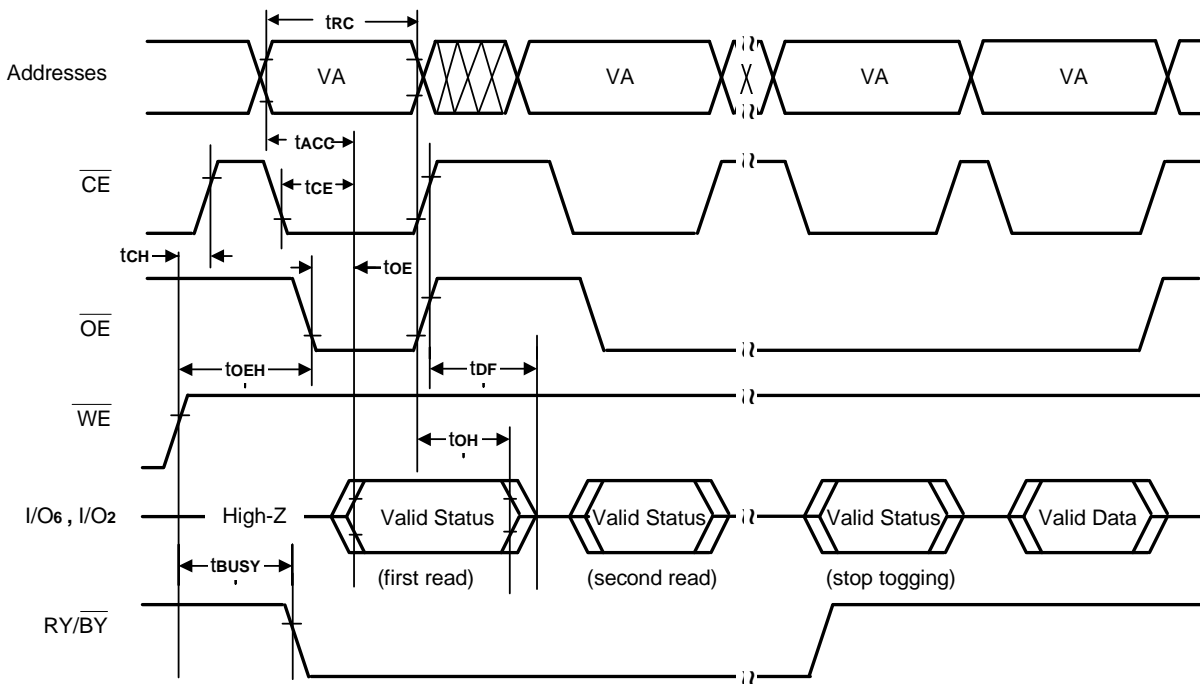 tRC
Addresses VA VA VA VA
tACC
CE tCE
tCH tOE
OE
tOEH tDF
WE
tOH
I/O6 , I/O2 High-Z Valid Status Valid Status Valid Status Valid Data
tBUSY (first read) (second read) (stop togging)
RY/BY